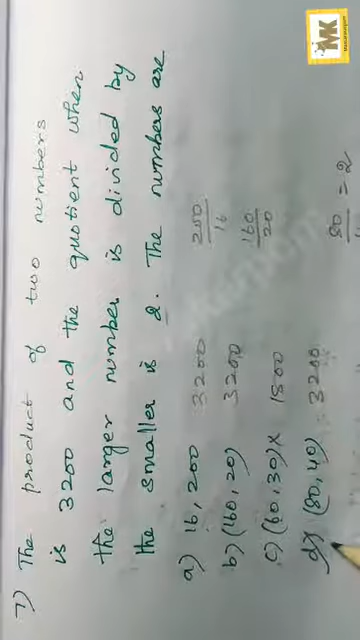 7) The product of two numbers
is 3200 and the quotient when
the larger number is divided by
the smaller is 2. The numbers are
a) 16, 200 3200 200/16
b) (160, 20) 3200 160/20
c) (60, 30) x 1800
d) (80, 40) 3200 80/ = 2
MK